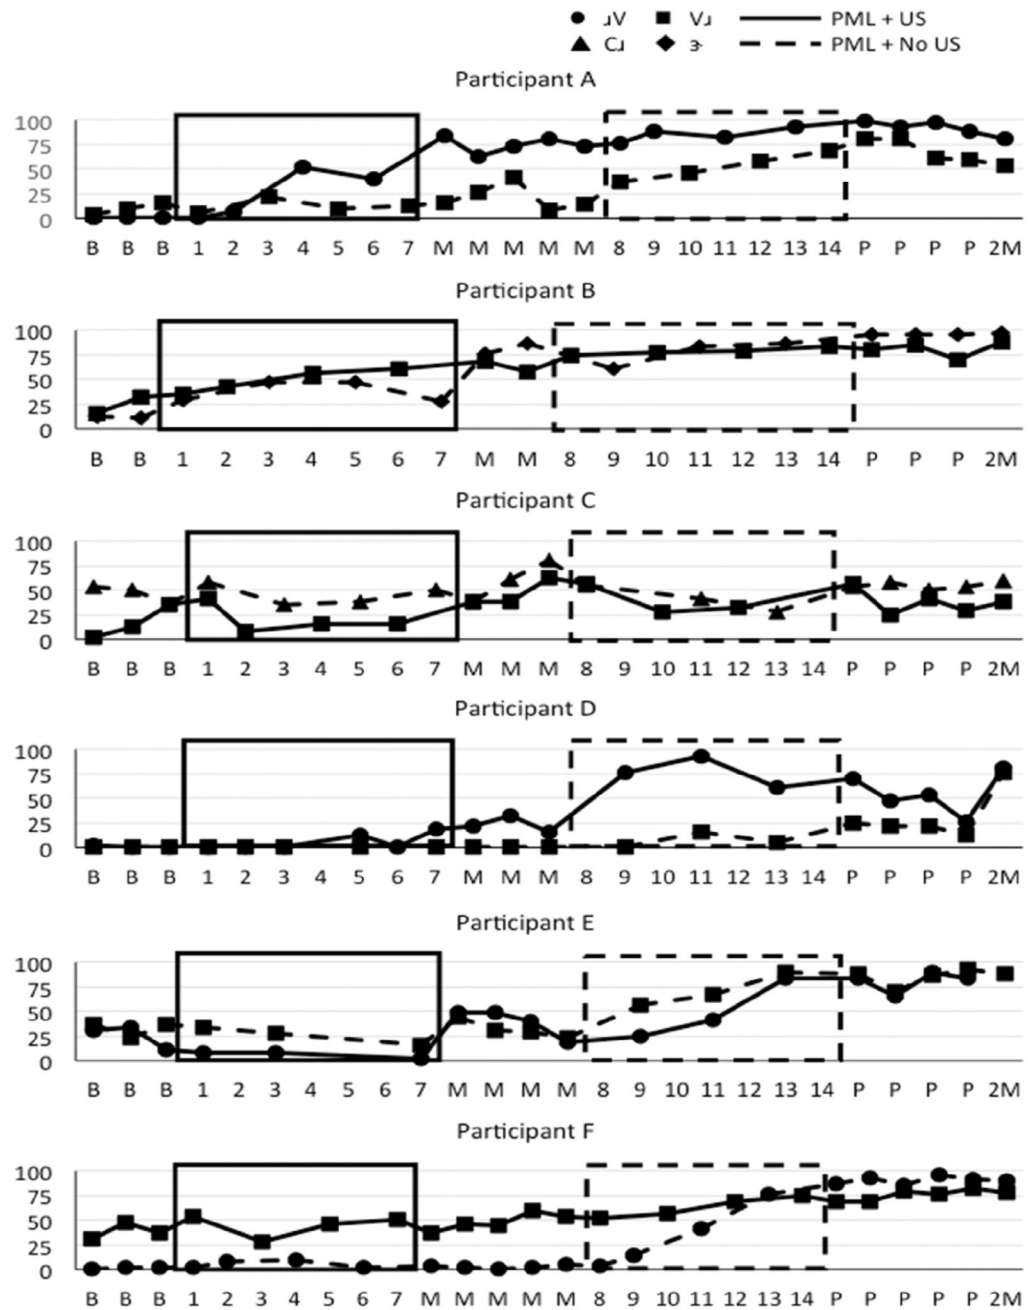 ɹV Vɹ PML + US
Cɹ ɝ PML + No US
Participant A
100
75
50
25
0
B B B 1 2 3 4 5 6 7 M M M M M 8 9 10 11 12 13 14 P P P P 2M
Participant B
100
75
50
25
0
B B 1 2 3 4 5 6 7 M M 8 9 10 11 12 13 14 P P P 2M
Participant C
100
75
50
25
0
B B B 1 2 3 4 5 6 7 M M M 8 9 10 11 12 13 14 P P P P 2M
Participant D
100
75
50
25
0
B B B 1 2 3 4 5 6 7 M M M 8 9 10 11 12 13 14 P P P P 2M
Participant E
100
75
50
25
0
B B B 1 2 3 4 5 6 7 M M M M 8 9 10 11 12 13 14 P P P P 2M
Participant F
100
75
50
25
0
B B B 1 2 3 4 5 6 7 M M M M M 8 9 10 11 12 13 14 P P P P P 2M